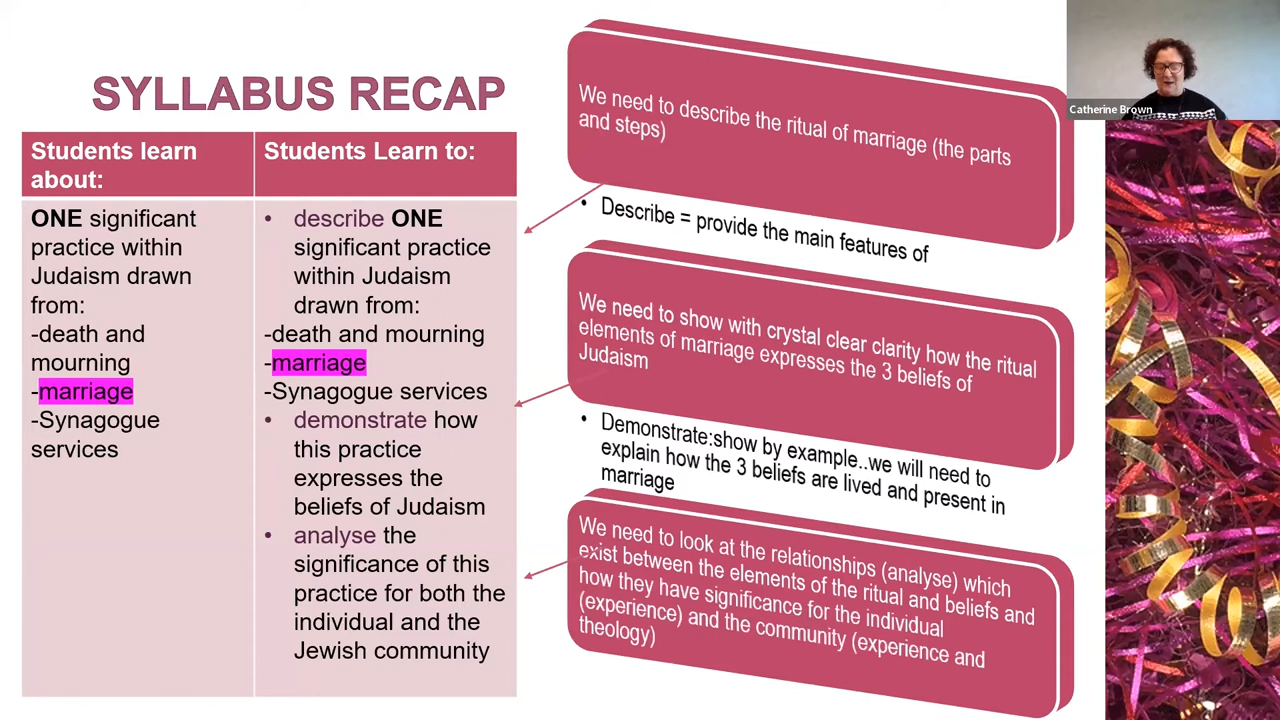 SYLLABUS RECAP
Students learn
about:
Students Learn to:
ONE significant
practice within
Judaism drawn
from:
-death and
mourning
-marriage
-Synagogue
services
• describe ONE
significant practice
within Judaism
drawn from:
-death and mourning
-marriage
-Synagogue services
• demonstrate how
this practice
expresses the
beliefs of Judaism
• analyse the
significance of this
practice for both the
individual and the
Jewish community
We need to describe the ritual of marriage (the parts
and steps)
• Describe = provide the main features of
We need to show with crystal clear clarity how the ritual
elements of marriage expresses the 3 beliefs of
Judaism
• Demonstrate:show by example..we will need to
explain how the 3 beliefs are lived and present in
marriage
We need to look at the relationships (analyse) which
exist between the elements of the ritual and beliefs and
how they have significance for the individual
(experience) and the community (experience and
theology)
Catherine Brown